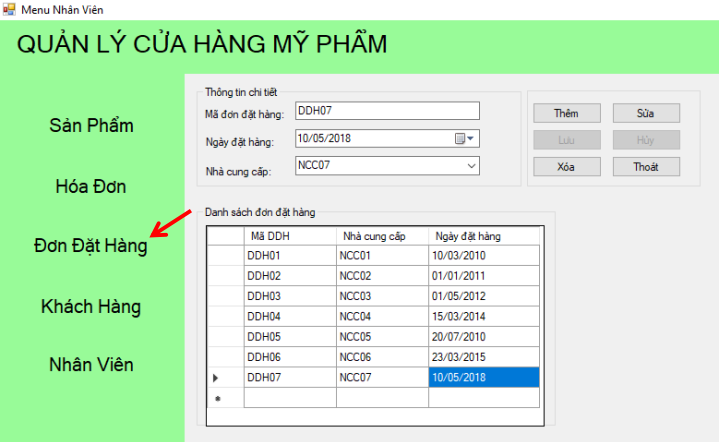 Menu Nhân Viên
QUẢN LÝ CỬA HÀNG MỸ PHẨM
Sản Phẩm
Hóa Đơn
Đơn Đặt Hàng
Khách Hàng
Nhân Viên
Thông tin chi tiết
Mã đơn đặt hàng: DDH07
Ngày đặt hàng: 10/05/2018
Nhà cung cấp: NCC07
Thêm Sửa
Lưu Hủy
Xóa Thoát
Danh sách đơn đặt hàng
Mã DDH Nhà cung cấp Ngày đặt hàng
DDH01 NCC01 10/03/2010
DDH02 NCC02 01/01/2011
DDH03 NCC03 01/05/2012
DDH04 NCC04 15/03/2014
DDH05 NCC05 20/07/2010
DDH06 NCC06 23/03/2015
DDH07 NCC07 10/05/2018